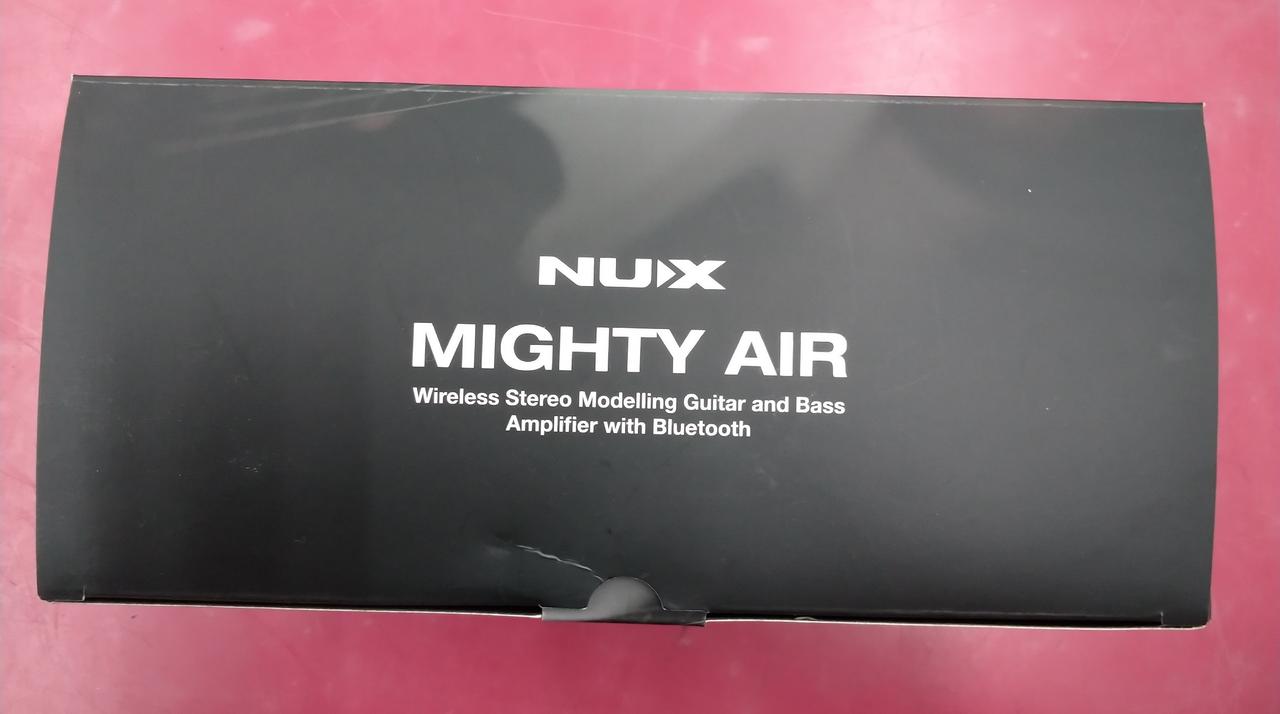 NUX
MIGHTY AIR
Wireless Stereo Modelling Guitar and Bass
Amplifier with Bluetooth